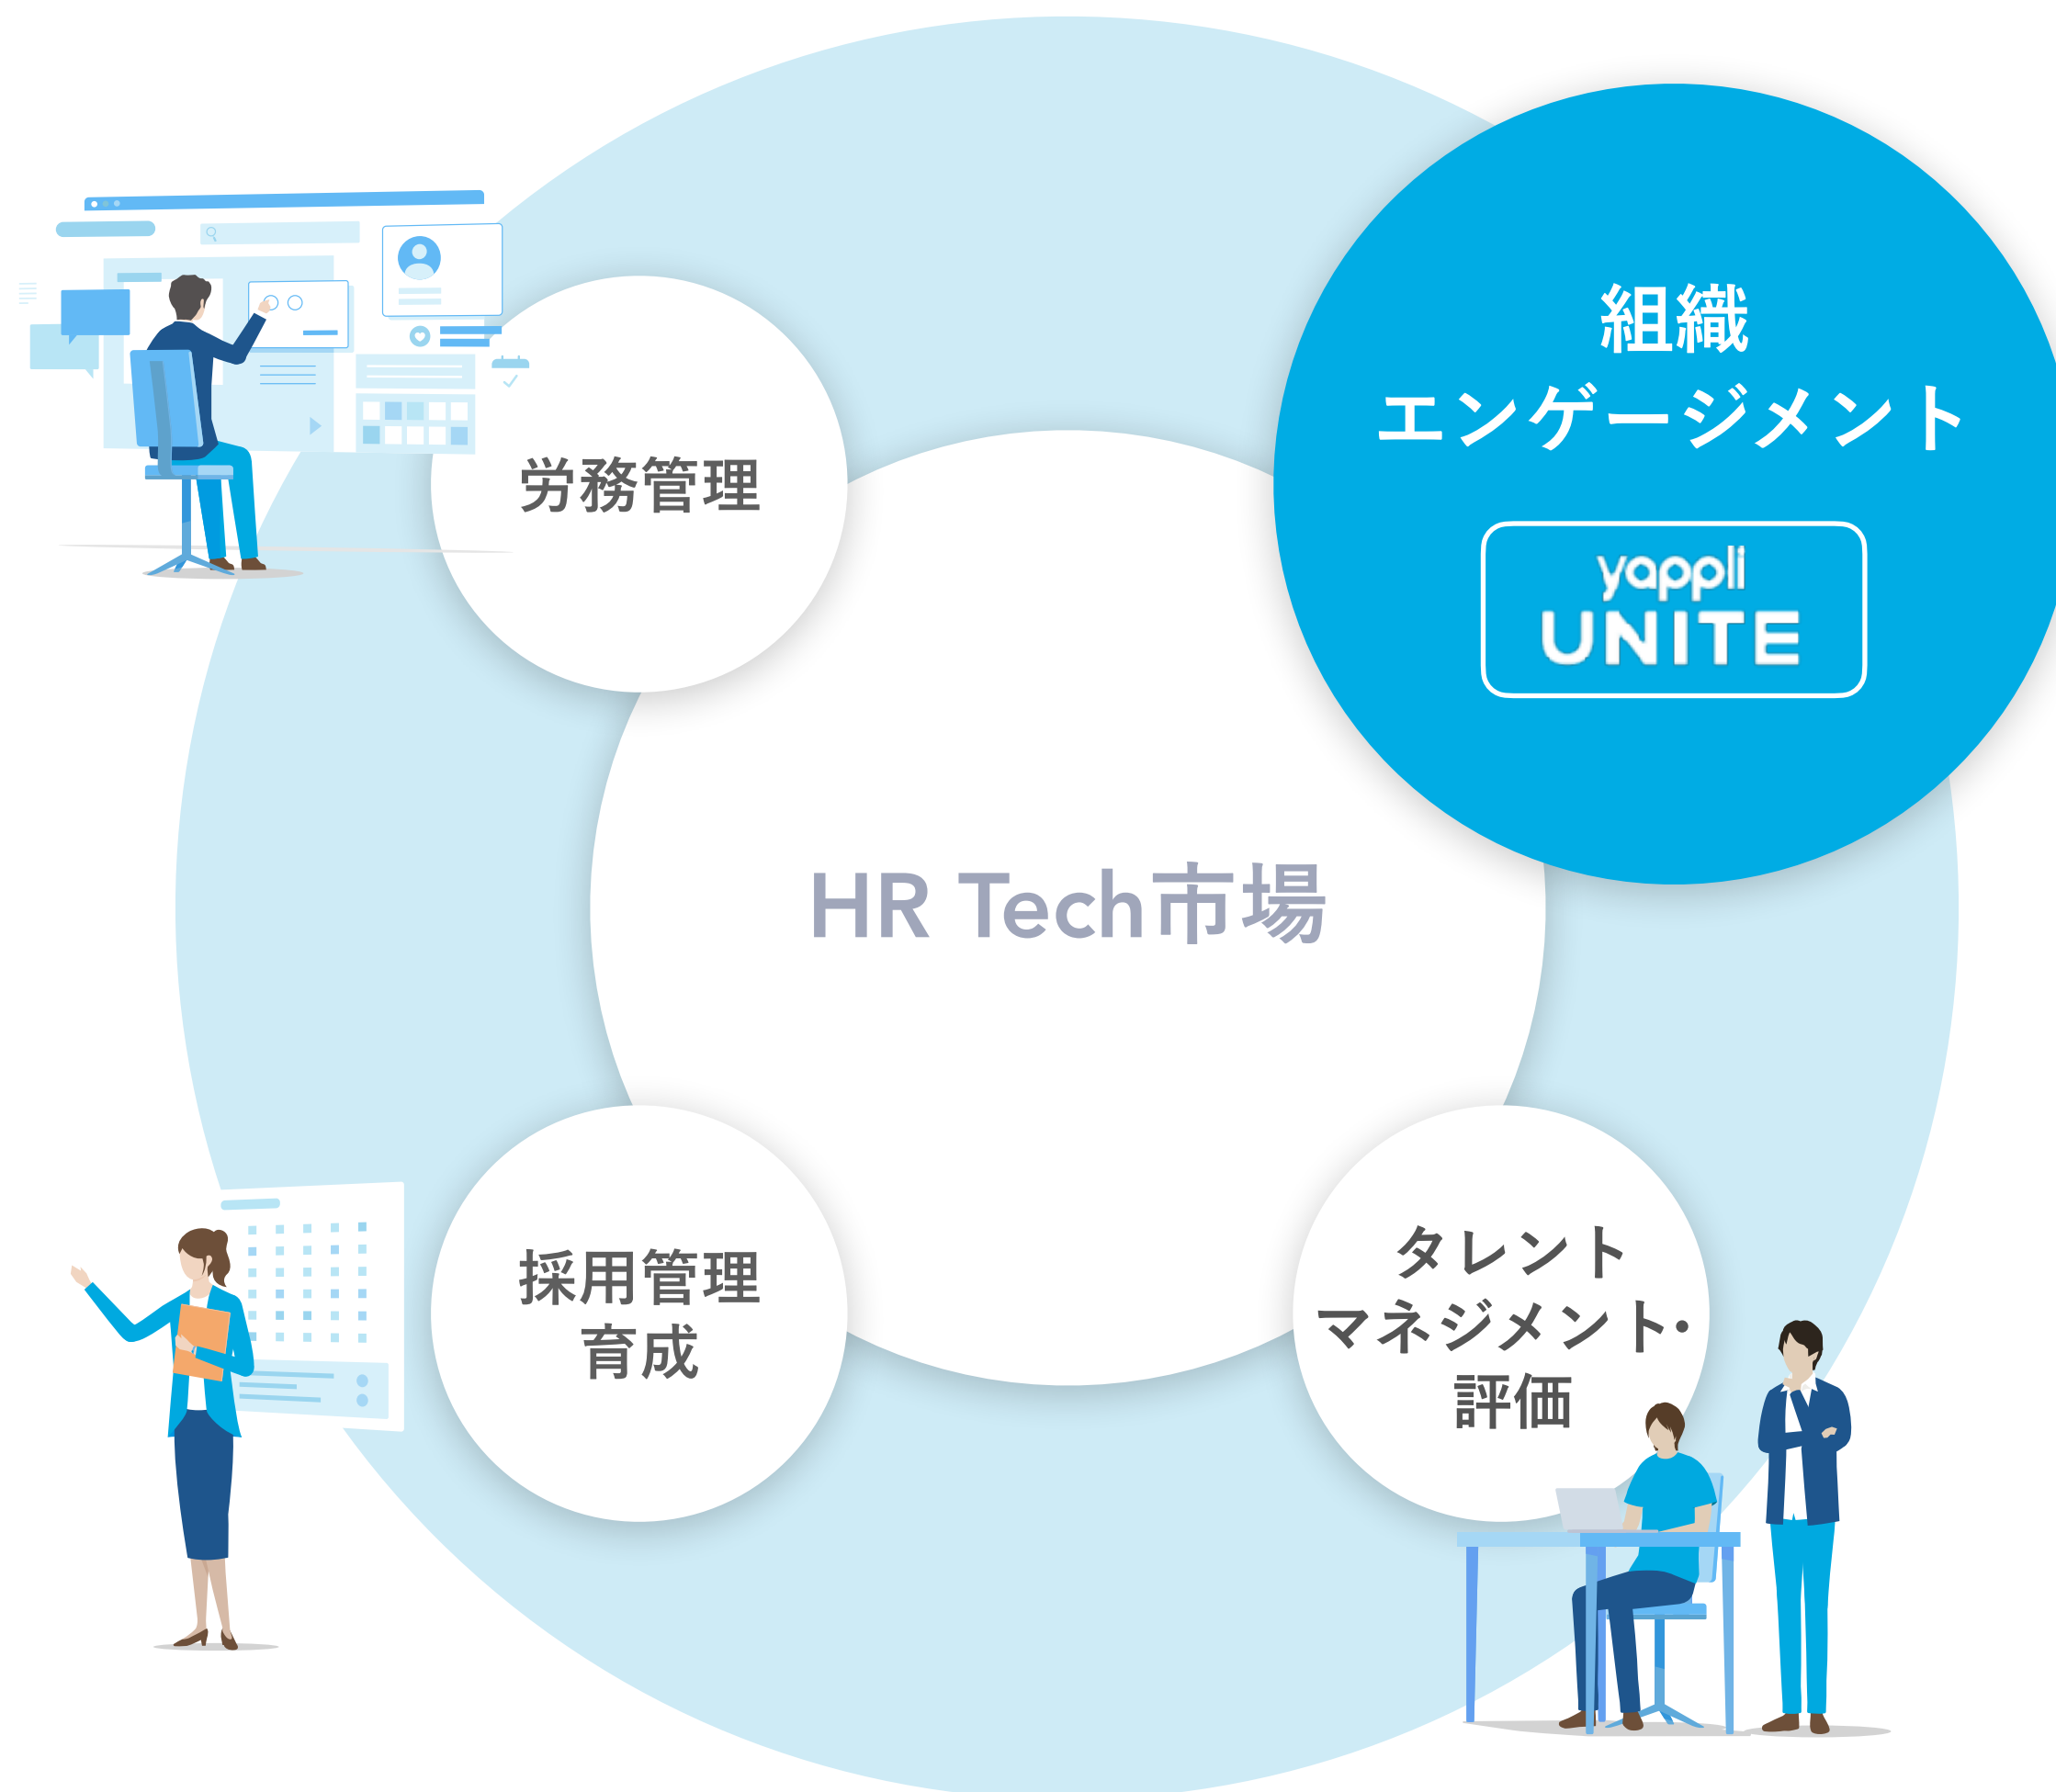 組織
エンゲージメント
yappli
UNITE
労務管理
HR Tech市場
採用管理
育成
タレント
マネジメント・
評価